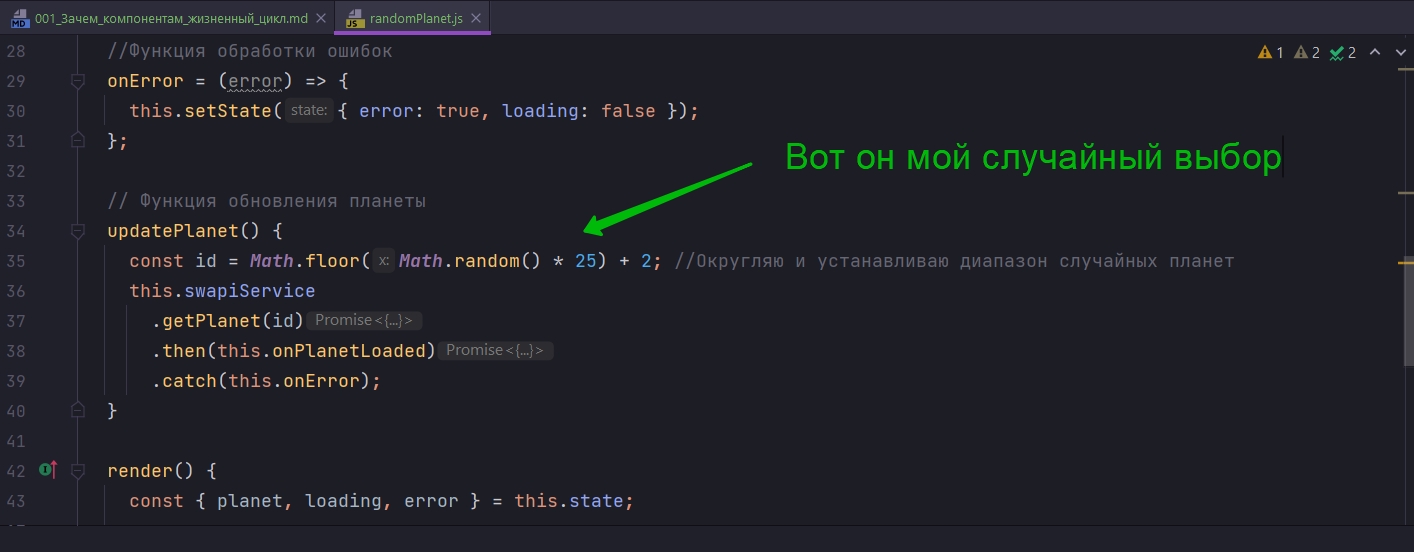 001_Зачем_компонентам_жизненный_цикл.md randomPlanet.js
28 //Функция обработки ошибок
29 onError = (error) => {
30 this.setState( state: { error: true, loading: false });
31 };
32
33 // Функция обновления планеты
34 updatePlanet() {
35 const id = Math.floor( x: Math.random() * 25) + 2; //Округляю и устанавливаю диапазон случайных планет
36 this.swapiService
37 .getPlanet(id) Promise<{...}>
38 .then(this.onPlanetLoaded) Promise<{...}>
39 .catch(this.onError);
40 }
41
42 render() {
43 const { planet, loading, error } = this.state;
1 2 2
Вот он мой случайный выбор